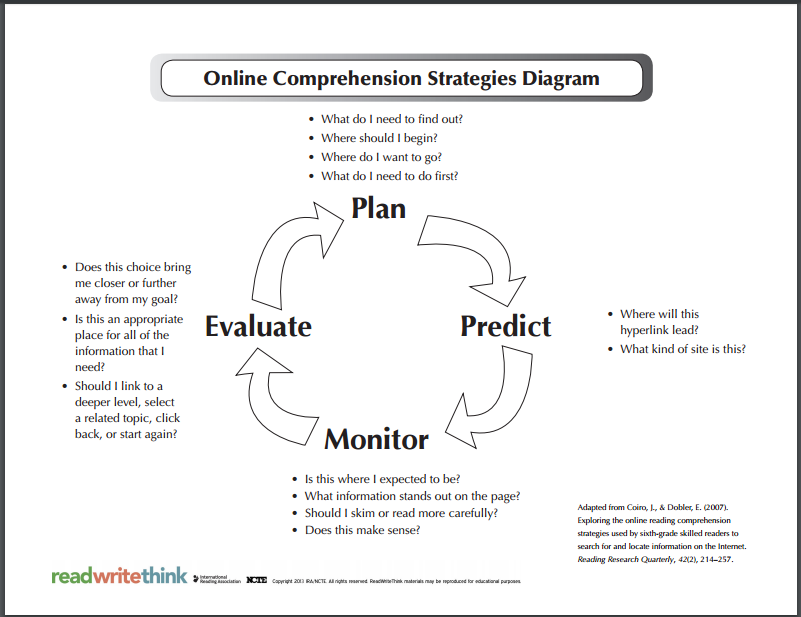 Online Comprehension Strategies Diagram
• What do I need to find out?
• Where should I begin?
• Where do I want to go?
• What do I need to do first?
Plan
• Does this choice bring
me closer or further
away from my goal?
• Is this an appropriate
place for all of the
information that I
need?
• Should I link to a
deeper level, select
a related topic, click
back, or start again?
Evaluate
Predict
• Where will this
hyperlink lead?
• What kind of site is this?
Monitor
• Is this where I expected to be?
• What information stands out on the page?
• Should I skim or read more carefully?
• Does this make sense?
Adapted from Coiro, J., & Dobler, E. (2007).
Exploring the online reading comprehension
strategies used by sixth-grade skilled readers to
search for and locate information on the Internet.
Reading Research Quarterly, 42(2), 214–257.
readwritethink
International
Reading Association
NCTE
Copyright 2011 IRA/NCTE. All rights reserved. ReadWriteThink materials may be reproduced for educational purposes.